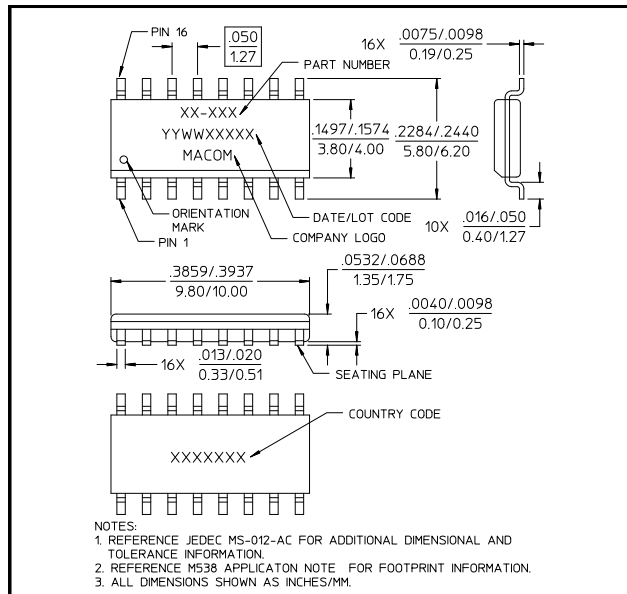 PIN 16
.050
1.27
16X .0075/.0098
0.19/0.25
PART NUMBER
XX-XXX
YYWWXXXXX
MACOM
.1497/.1574
3.80/4.00
.2284/.2440
5.80/6.20
ORIENTATION
MARK
PIN 1
DATE/LOT CODE
COMPANY LOGO
10X .016/.050
0.40/1.27
.3859/.3937
9.80/10.00
.0532/.0688
1.35/1.75
16X .0040/.0098
0.10/0.25
16X .013/.020
0.33/0.51
SEATING PLANE
COUNTRY CODE
XXXXXXX
NOTES:
1. REFERENCE JEDEC MS-012-AC FOR ADDITIONAL DIMENSIONAL AND
TOLERANCE INFORMATION.
2. REFERENCE M538 APPLICATON NOTE FOR FOOTPRINT INFORMATION.
3. ALL DIMENSIONS SHOWN AS INCHES/MM.